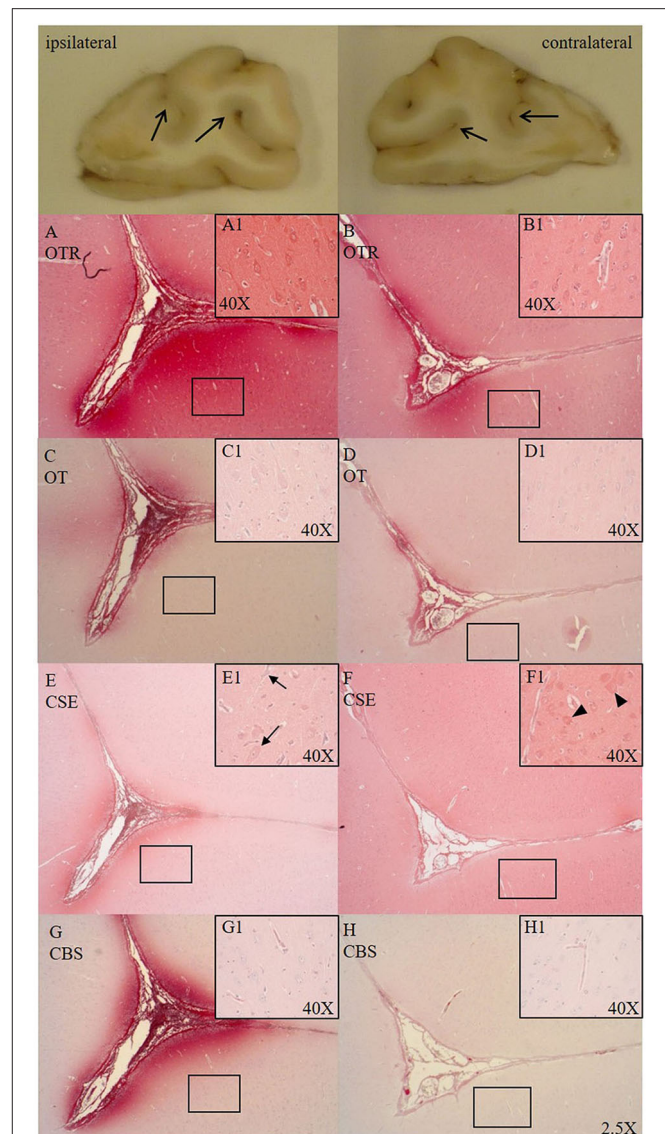 ipsilateral
contralateral
A
OTR
A1
40X
B
OTR
B1
40X
C
OT
C1
40X
D
OT
D1
40X
E
CSE
E1
40X
F
CSE
F1
40X
G
CBS
G1
40X
H
CBS
H1
40X
2.5X